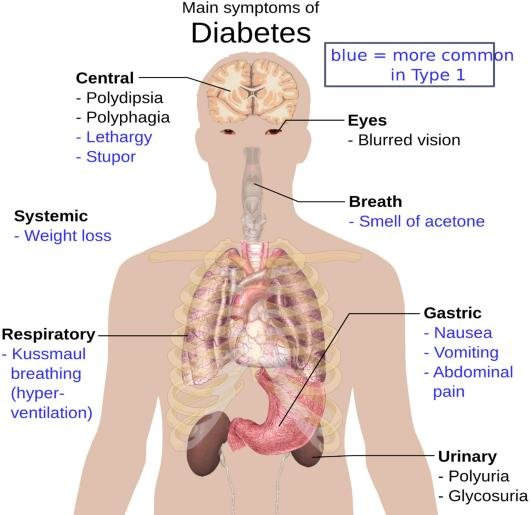 Main symptoms of
Diabetes
blue = more common
in Type 1
Central
- Polydipsia
- Polyphagia
- Lethargy
- Stupor
Eyes
- Blurred vision
Breath
- Smell of acetone
Systemic
- Weight loss
Respiratory
- Kussmaul
breathing
(hyper-
ventilation)
Gastric
- Nausea
- Vomiting
- Abdominal
pain
Urinary
- Polyuria
- Glycosuria